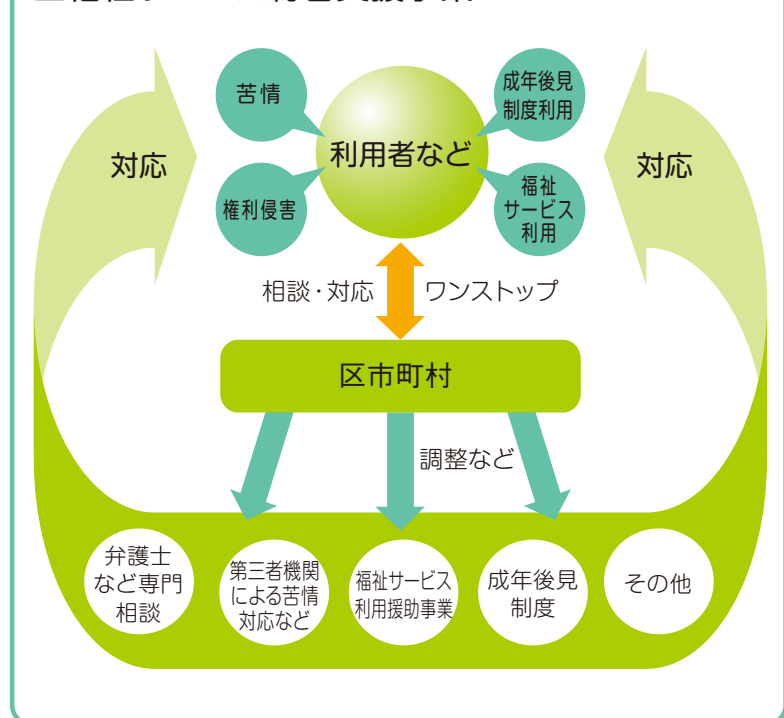 苦情
成年後見
制度利用
対応
利用者など
対応
権利侵害
福祉
サービス
利用
相談・対応
ワンストップ
区市町村
調整など
弁護士
など専門
相談
第三者機関
による苦情
対応など
福祉サービス
利用援助事業
成年後見
制度
その他